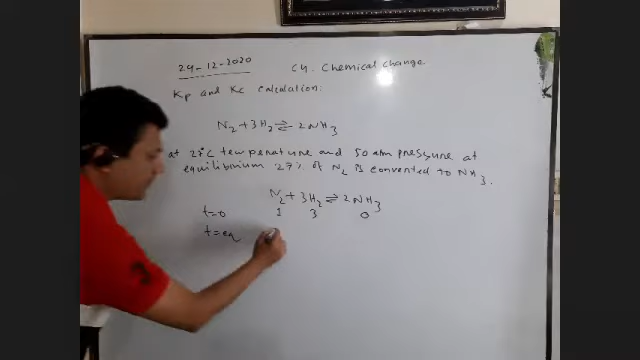 24-12-2020
C4. Chemical Change
Kp and Kc calculation:
N2 + 3H2 ⇌ 2NH3
at 25°C temperature and 50 atm pressure at
equilibrium 27% of N2 is converted to NH3.
N2 + 3H2 ⇌ 2NH3
t=0 1 3 0
t=eq